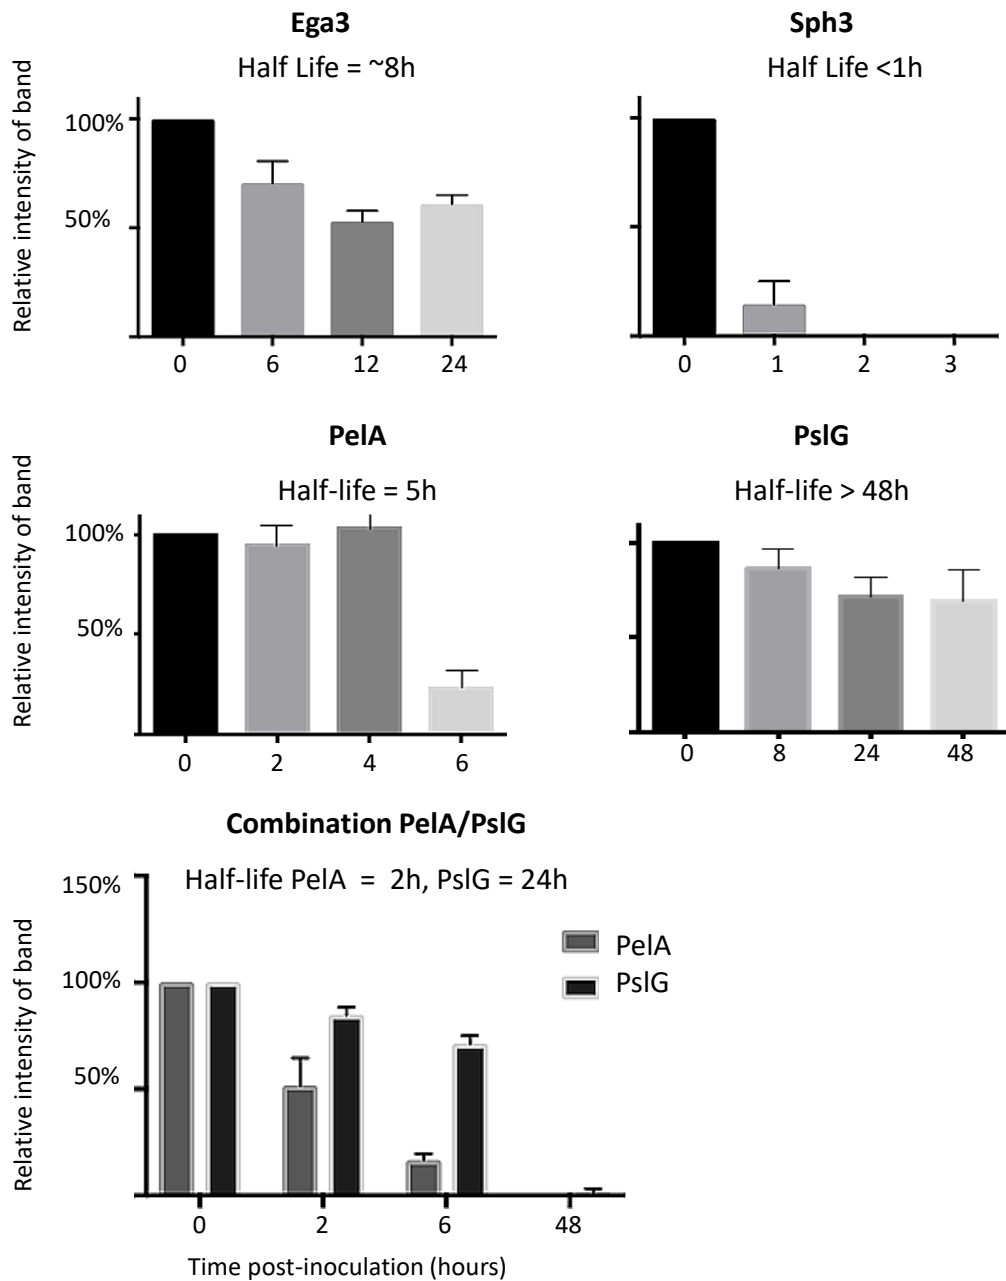 Ega3
Half Life = ~8h
Relative intensity of band
100%
50%
0 6 12 24
Sph3
Half Life <1h
0 1 2 3
PelA
Half-life = 5h
Relative intensity of band
100%
50%
0 2 4 6
PslG
Half-life > 48h
0 8 24 48
Combination PelA/PslG
Half-life PelA = 2h, PslG = 24h
Relative intensity of band
150%
100%
50%
PelA
PslG
0 2 6 48
Time post-inoculation (hours)